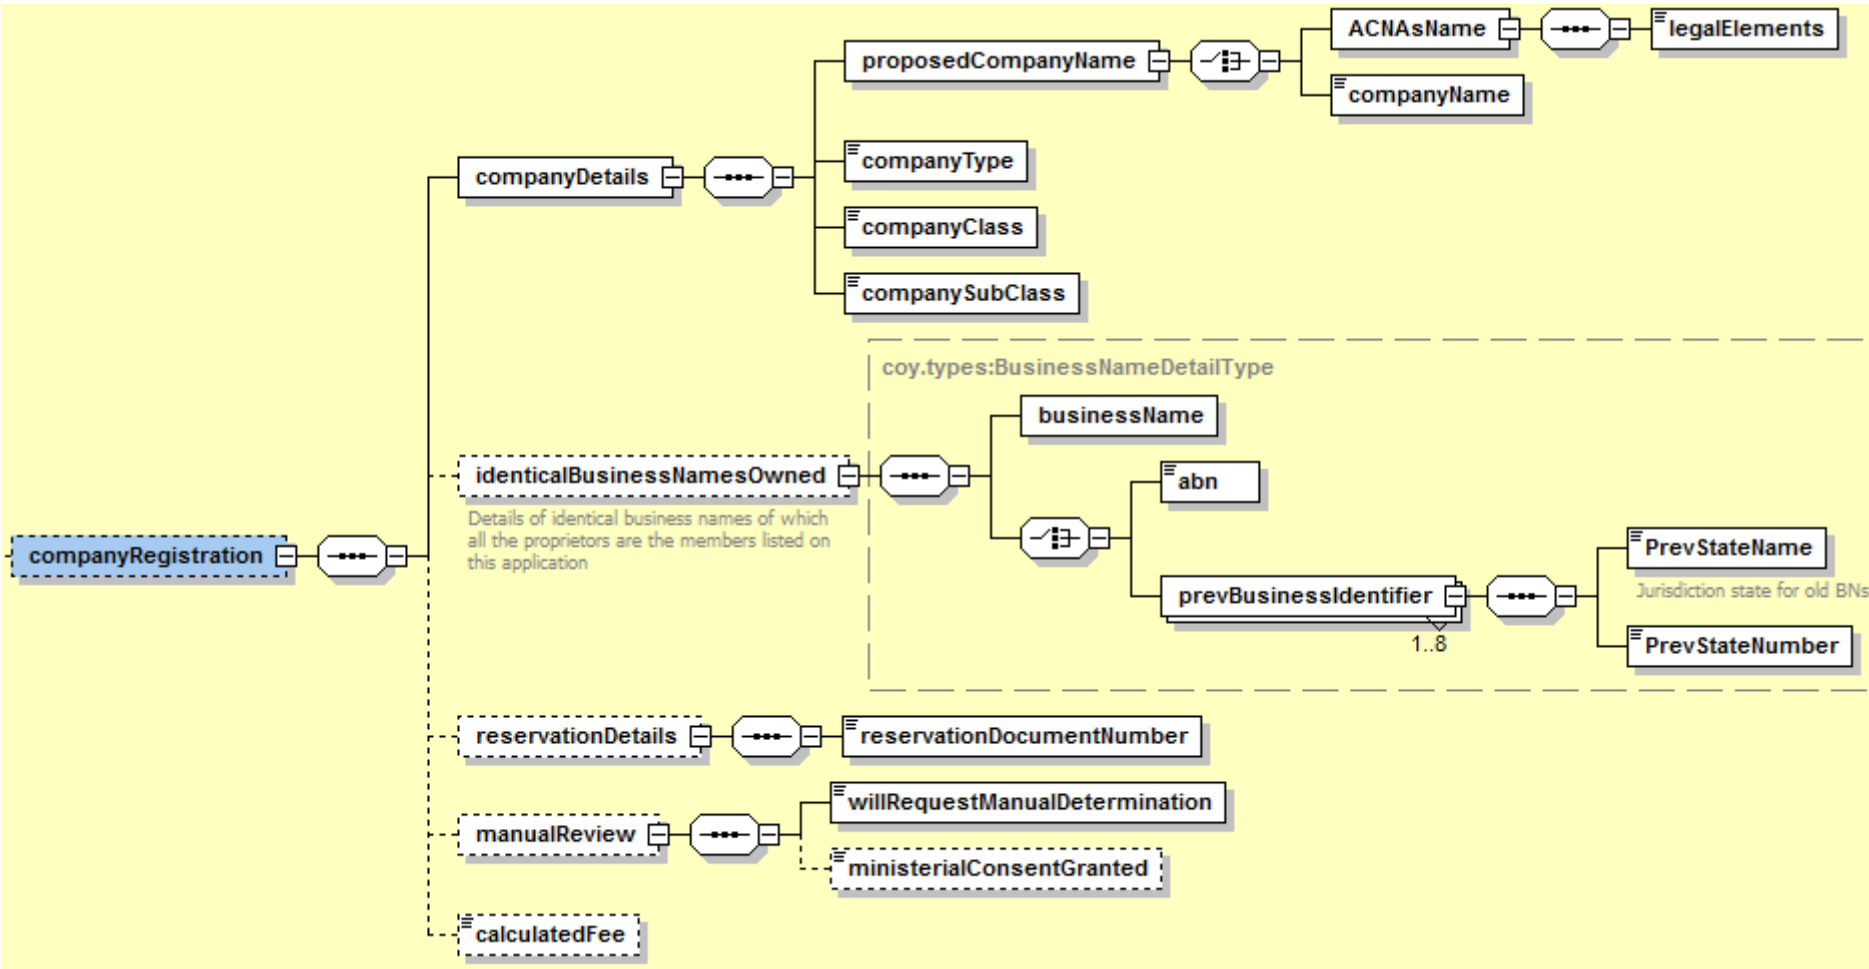 ACNAsName
legalElements
proposedCompanyName
companyName
companyType
companyDetails
companyClass
companySubClass
coy.types:BusinessNameDetailType
businessName
identicalBusinessNamesOwned
abn
Details of identical business names of which
all the proprietors are the members listed on
this application
companyRegistration
PrevStateName
Jurisdiction state for old BNs
prevBusinessIdentifier
1..8
PrevStateNumber
reservationDetails
reservationDocumentNumber
willRequestManualDetermination
manualReview
ministerialConsentGranted
calculatedFee